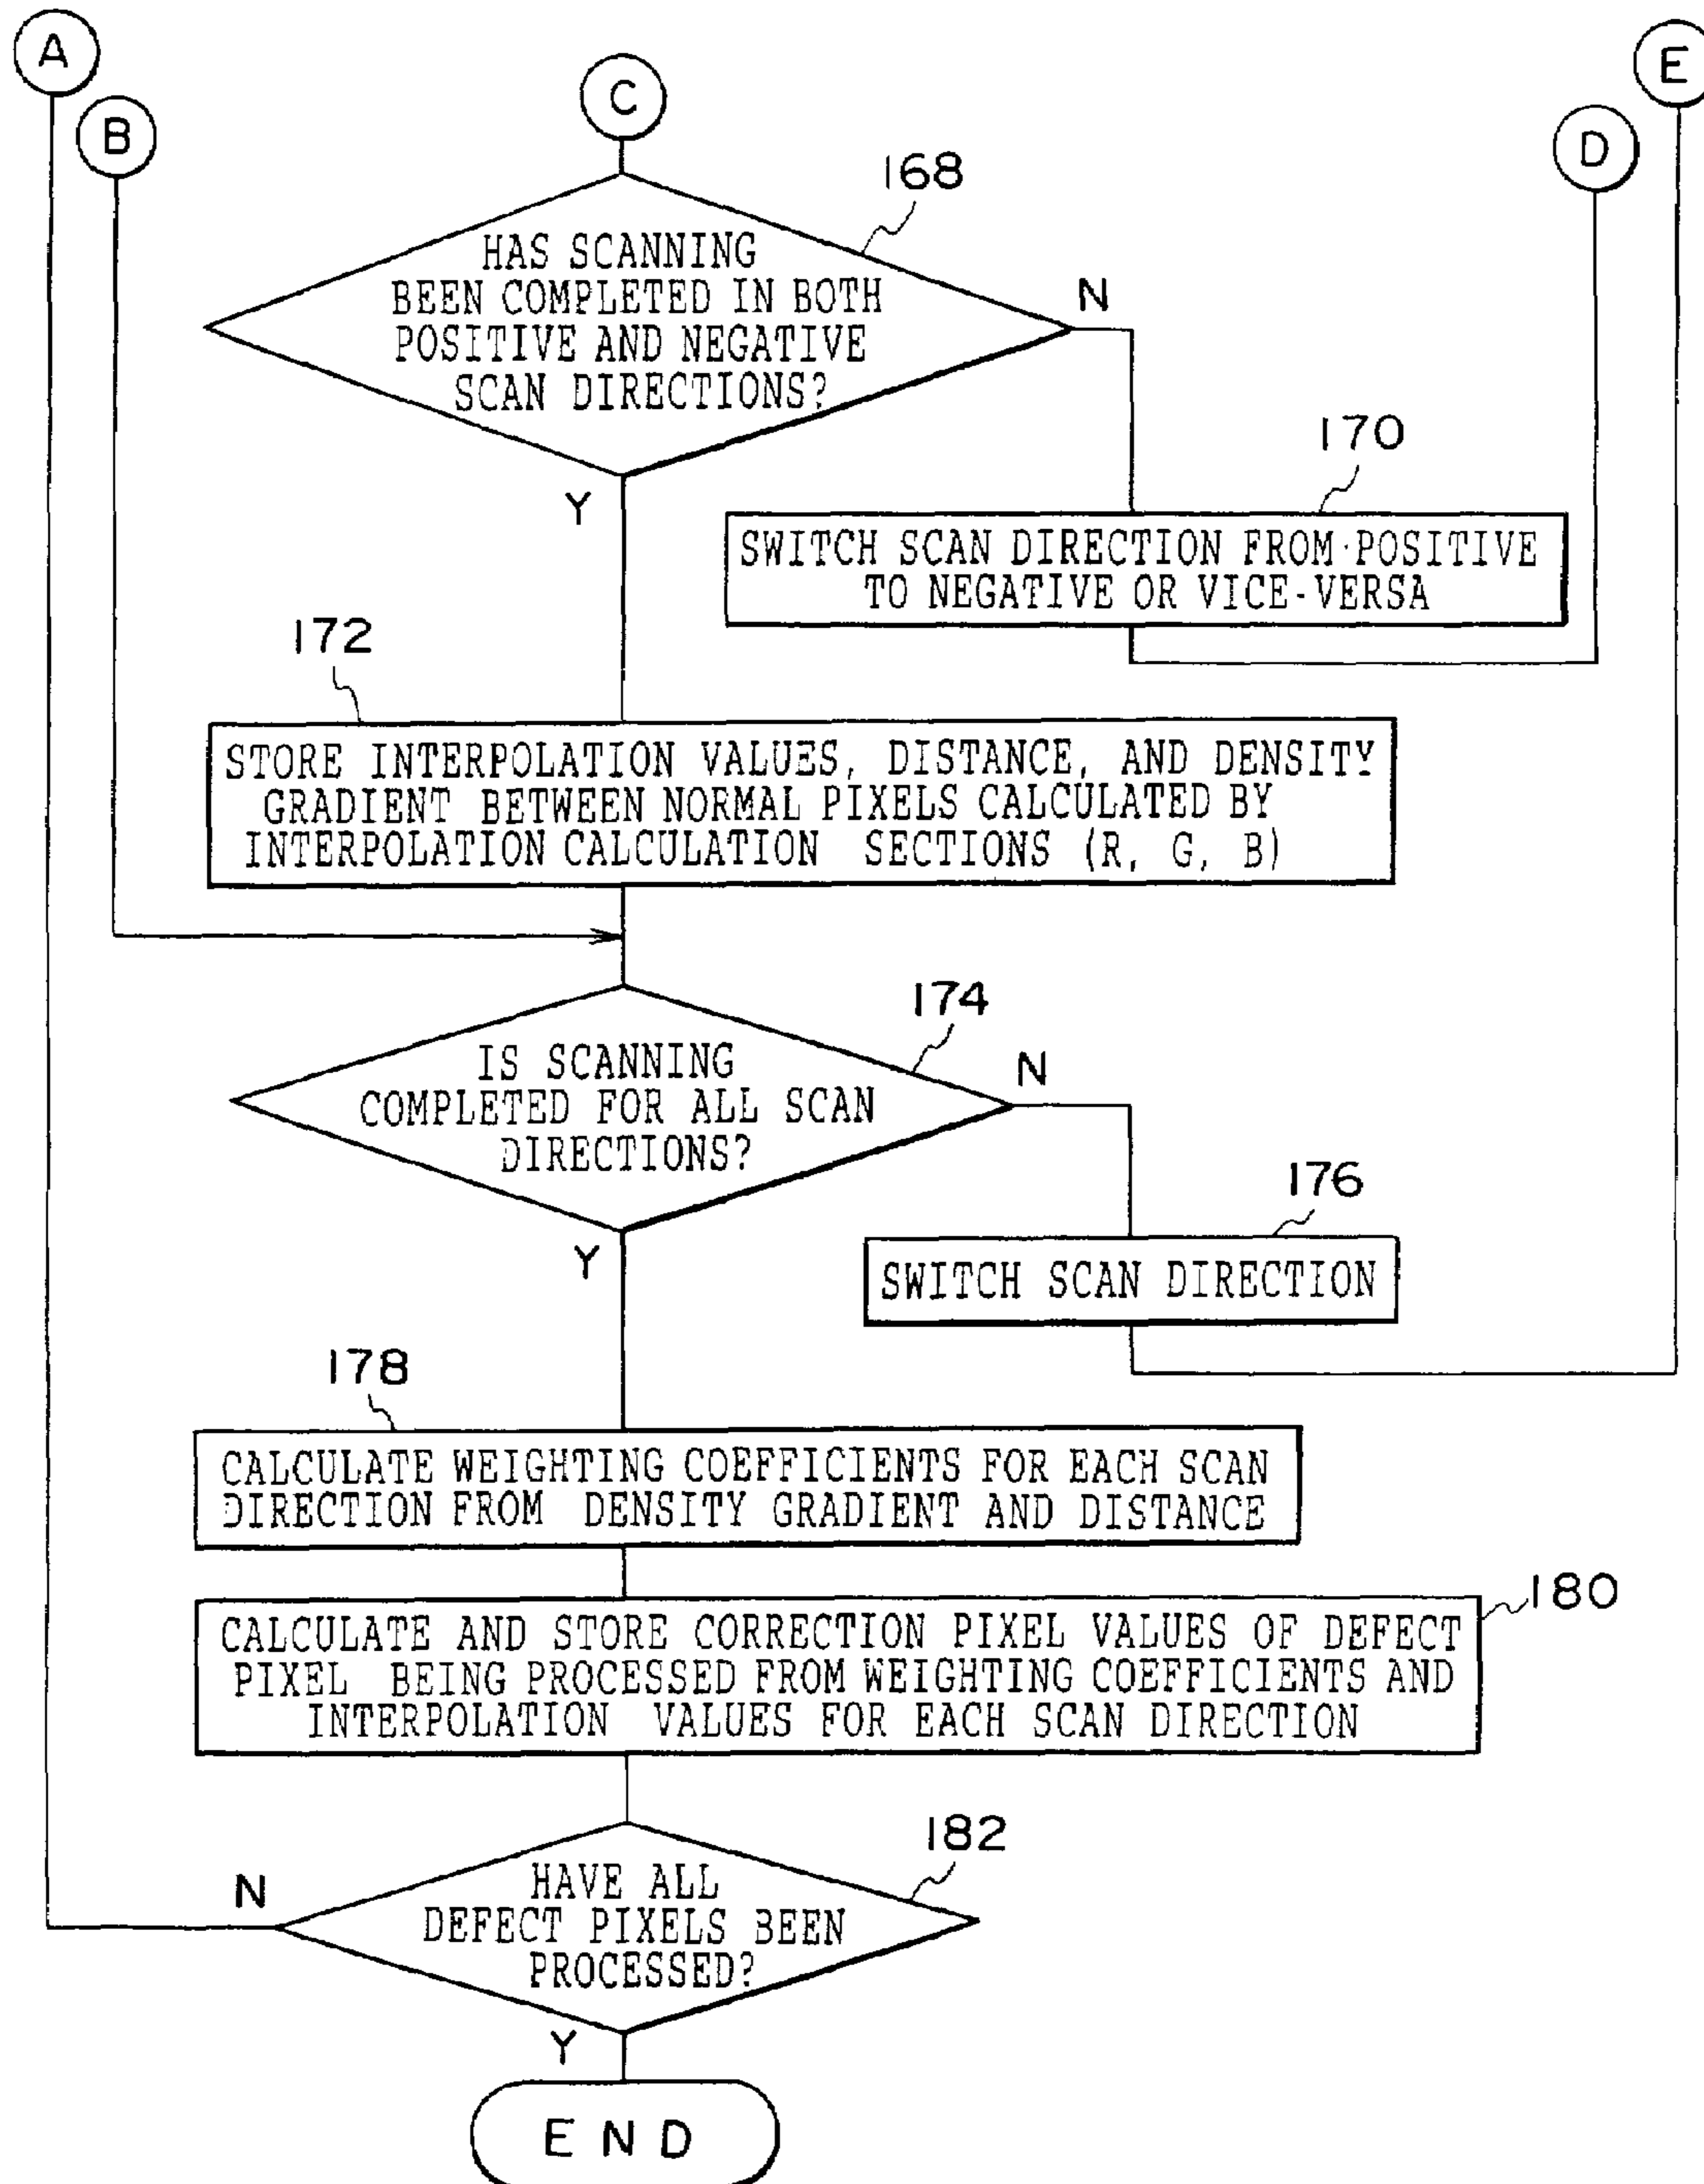 A
E
C
B
D
168
HAS SCANNING
BEEN COMPLETED IN BOTH
POSITIVE AND NEGATIVE
SCAN DIRECTIONS?
N
Y
170
SWITCH SCAN DIRECTION FROM POSITIVE
TO NEGATIVE OR VICE-VERSA
172
STORE INTERPOLATION VALUES, DISTANCE, AND DENSITY
GRADIENT BETWEEN NORMAL PIXELS CALCULATED BY
INTERPOLATION CALCULATION SECTIONS (R, G, B)
174
IS SCANNING
COMPLETED FOR ALL SCAN
DIRECTIONS?
N
Y
176
SWITCH SCAN DIRECTION
178
CALCULATE WEIGHTING COEFFICIENTS FOR EACH SCAN
DIRECTION FROM DENSITY GRADIENT AND DISTANCE
180
CALCULATE AND STORE CORRECTION PIXEL VALUES OF DEFECT
PIXEL BEING PROCESSED FROM WEIGHTING COEFFICIENTS AND
INTERPOLATION VALUES FOR EACH SCAN DIRECTION
182
HAVE ALL
DEFECT PIXELS BEEN
PROCESSED?
N
Y
END